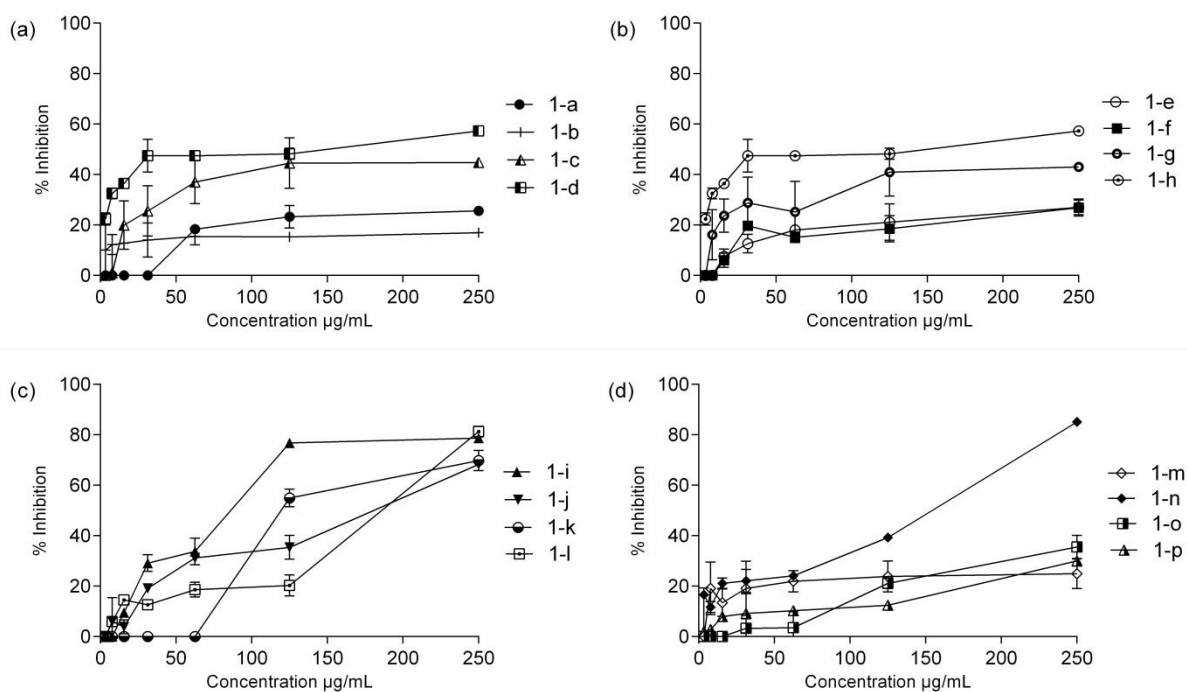 (a)
% Inhibition
100
80
60
40
20
0
0 50 100 150 200 250
Concentration µg/mL
1-a
1-b
1-c
1-d
(b)
% Inhibition
100
80
60
40
20
0
0 50 100 150 200 250
Concentration µg/mL
1-e
1-f
1-g
1-h
(c)
% Inhibition
100
80
60
40
20
0
0 50 100 150 200 250
Concentration µg/mL
1-i
1-j
1-k
1-l
(d)
% Inhibition
100
80
60
40
20
0
0 50 100 150 200 250
Concentration µg/mL
1-m
1-n
1-o
1-p